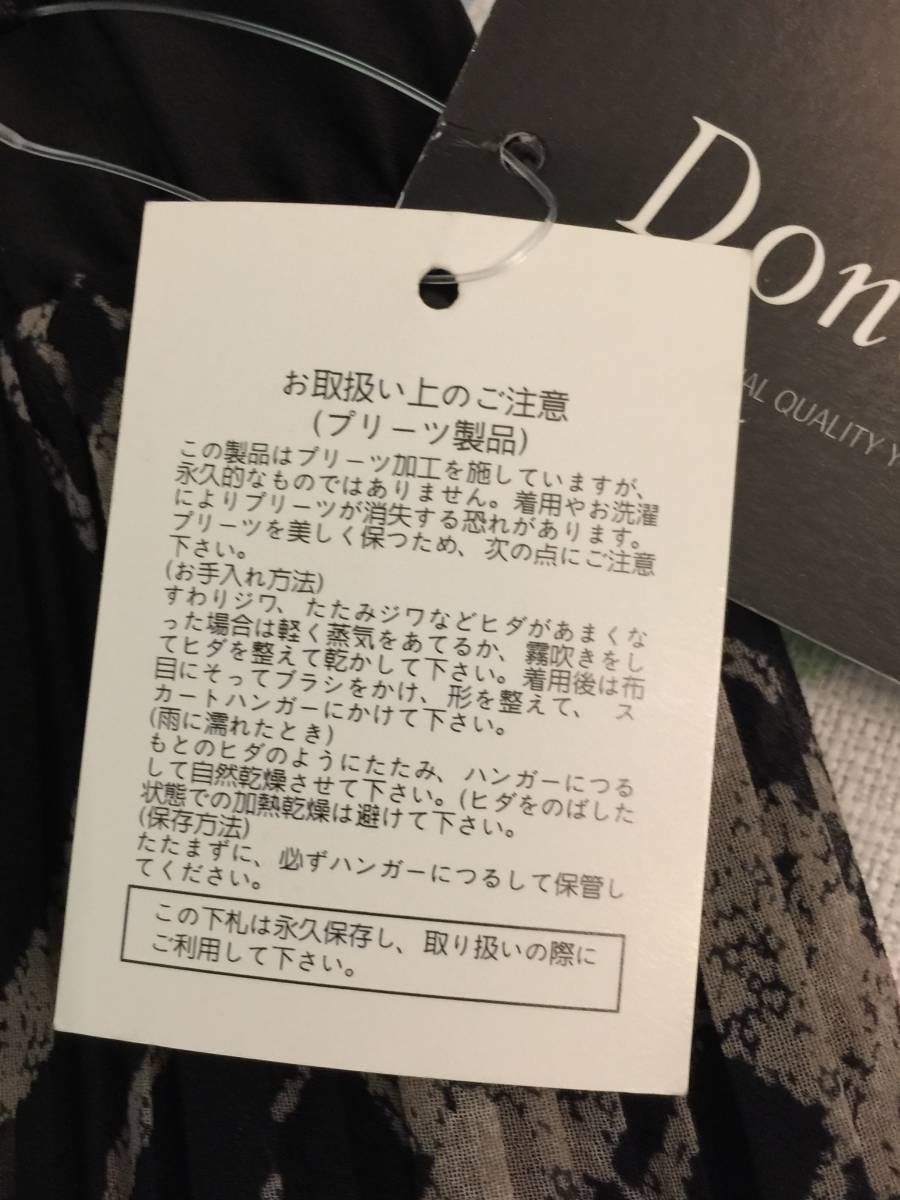 Don
AL QUALITY Y
お取扱い上のご注意
(プリーツ製品)
この製品はプリーツ加工を施していますが、
永久的なものではありません。着用やお洗濯
によりプリーツが消失する恐れがあります。
プリーツを美しく保つため、次の点にご注意
下さい。
(お手入れ方法)
すわりジワ、たたみジワなどヒダがあまくな
った場合は軽く蒸気をあてるか、霧吹きをし
てヒダを整えて乾かして下さい。着用後は布
目にそってブラシをかけ、形を整えて、ス
カートハンガーにかけて下さい。
(雨に濡れたとき)
もとのヒダのようにたたみ、ハンガーにつる
して自然乾燥させて下さい。(ヒダをのばした
状態での加熱乾燥は避けて下さい。
(保存方法)
たたまずに、必ずハンガーにつるして保管し
てください。
この下札は永久保存し、取り扱いの際に
ご利用して下さい。